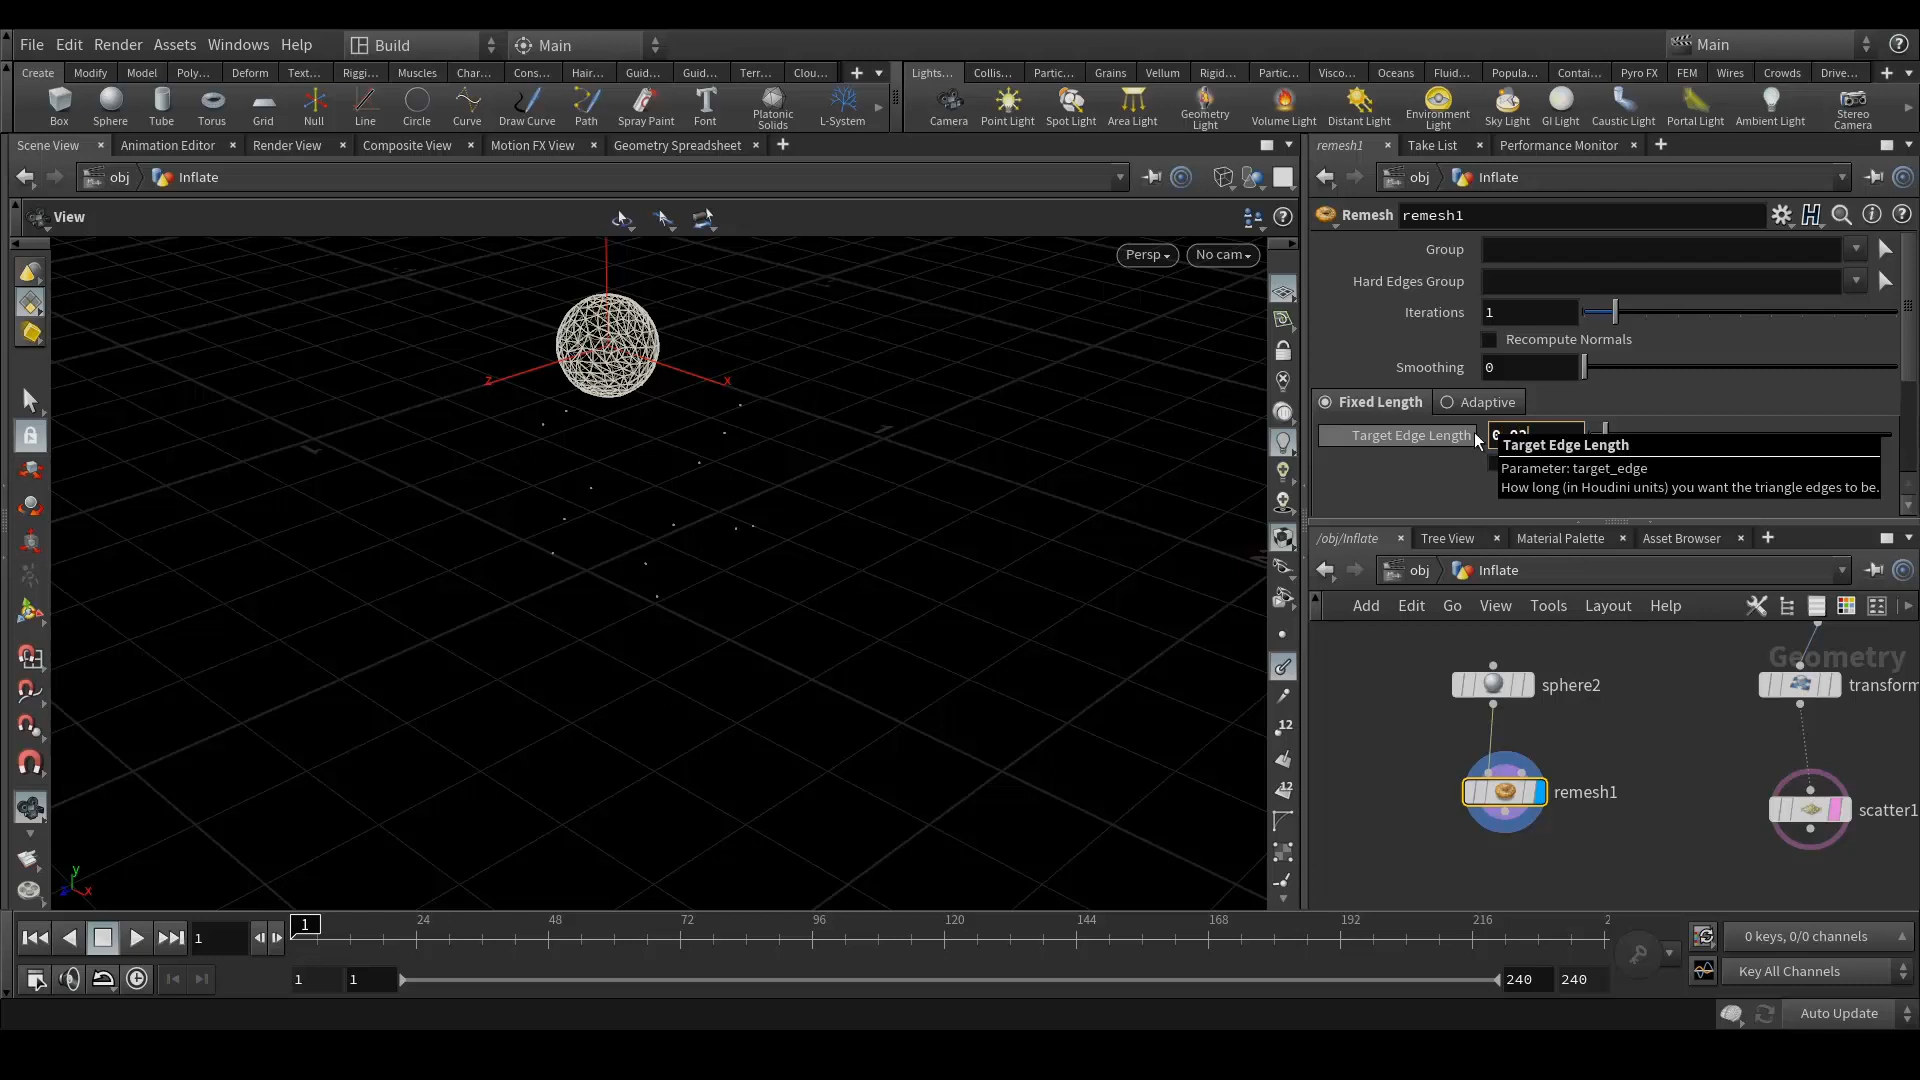 File Edit Render Assets Windows Help Build Main Main
Create Modify Model Poly... Deform Text... Riggi... Muscles Char... Cons... Hair... Guid... Guid... Terr... Clou... Lights... Collis... Partic... Grains Vellum Rigid... Partic... Visco... Oceans Fluid... Popula... Contai... Pyro FX FEM Wires Crowds Drive...
Box Sphere Tube Torus Grid Null Line Circle Curve Draw Curve Path Spray Paint Font Platonic Solids L-System Camera Point Light Spot Light Area Light Geometry Light Volume Light Distant Light Environment Light Sky Light GI Light Caustic Light Portal Light Ambient Light Stereo Camera
Scene View Animation Editor Render View Composite View Motion FX View Geometry Spreadsheet
obj Inflate
View
Persp No cam
z x
y x
remesh1 Take List Performance Monitor
obj Inflate
Remesh remesh1
Group
Hard Edges Group
Iterations 1
Recompute Normals
Smoothing 0
Fixed Length Adaptive
Target Edge Length
Target Edge Length
Parameter: target_edge
How long (in Houdini units) you want the triangle edges to be.
/obj/Inflate Tree View Material Palette Asset Browser
obj Inflate
Add Edit Go View Tools Layout Help
Geometry
sphere2 transform
remesh1 scatter1
12
12
1 1 24 48 72 96 120 144 168 192 216 2
0 keys, 0/0 channels
1 1 240 240 Key All Channels
Auto Update